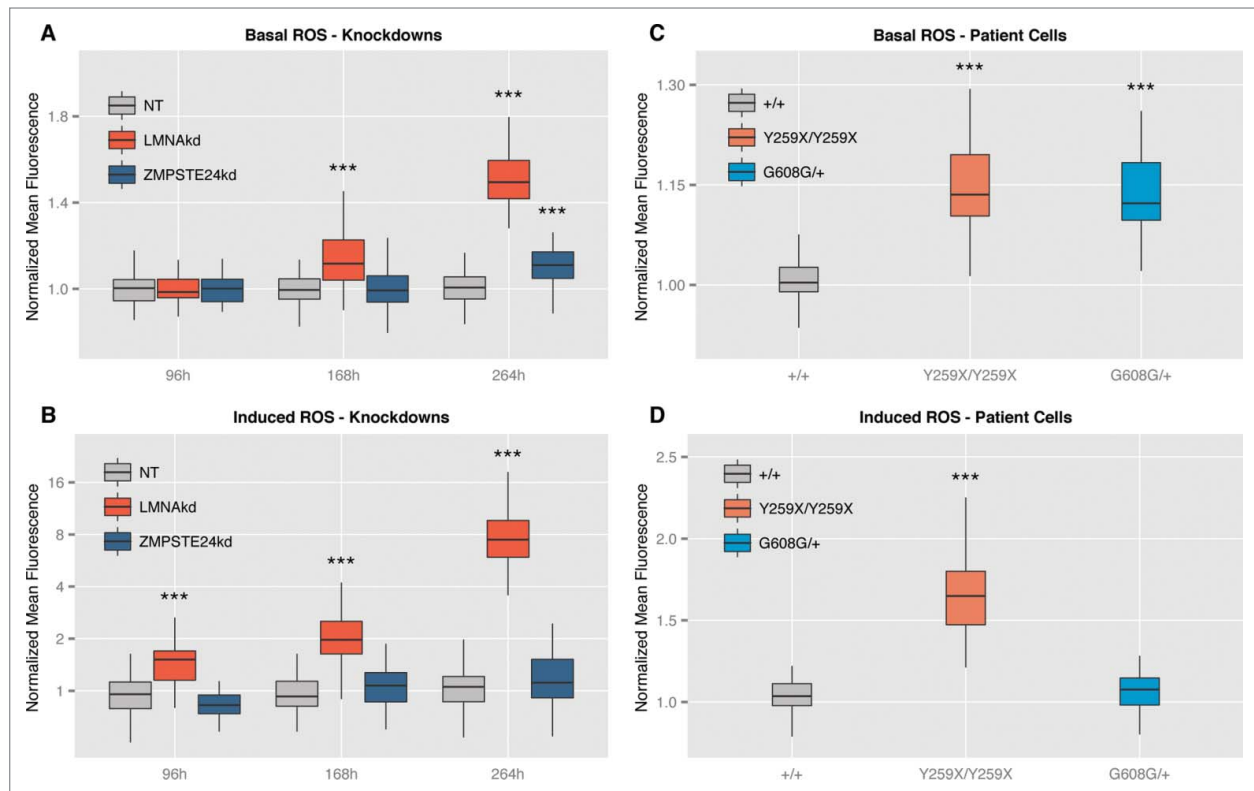 A
Basal ROS - Knockdowns
Normalized Mean Fluorescence
1.8
1.4
1.0
NT
LMNAkd
ZMPSTE24kd
***
***
***
96h
168h
264h
B
Induced ROS - Knockdowns
Normalized Mean Fluorescence
16
8
4
2
1
NT
LMNAkd
ZMPSTE24kd
***
***
***
96h
168h
264h
C
Basal ROS - Patient Cells
Normalized Mean Fluorescence
1.30
1.15
1.00
+/+
Y259X/Y259X
G608G/+
***
***
+/+
Y259X/Y259X
G608G/+
D
Induced ROS - Patient Cells
Normalized Mean Fluorescence
2.5
2.0
1.5
1.0
+/+
Y259X/Y259X
G608G/+
***
+/+
Y259X/Y259X
G608G/+